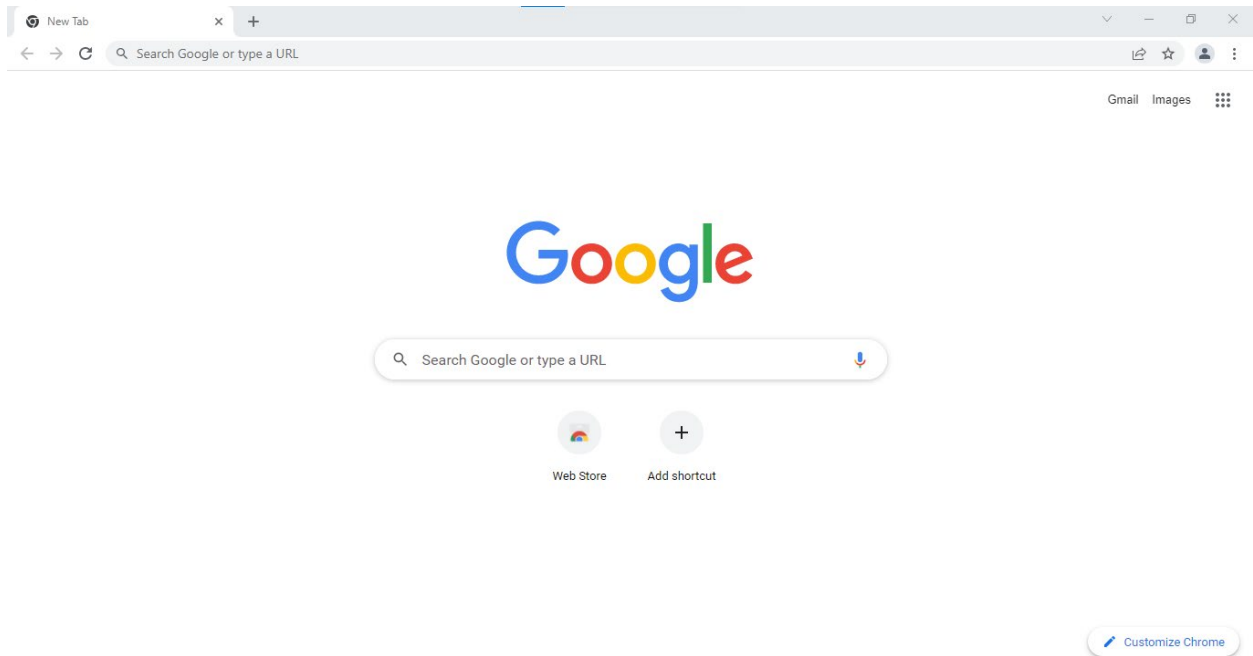 New Tab
Search Google or type a URL
Gmail Images
Google
Search Google or type a URL
Web Store Add shortcut
Customize Chrome